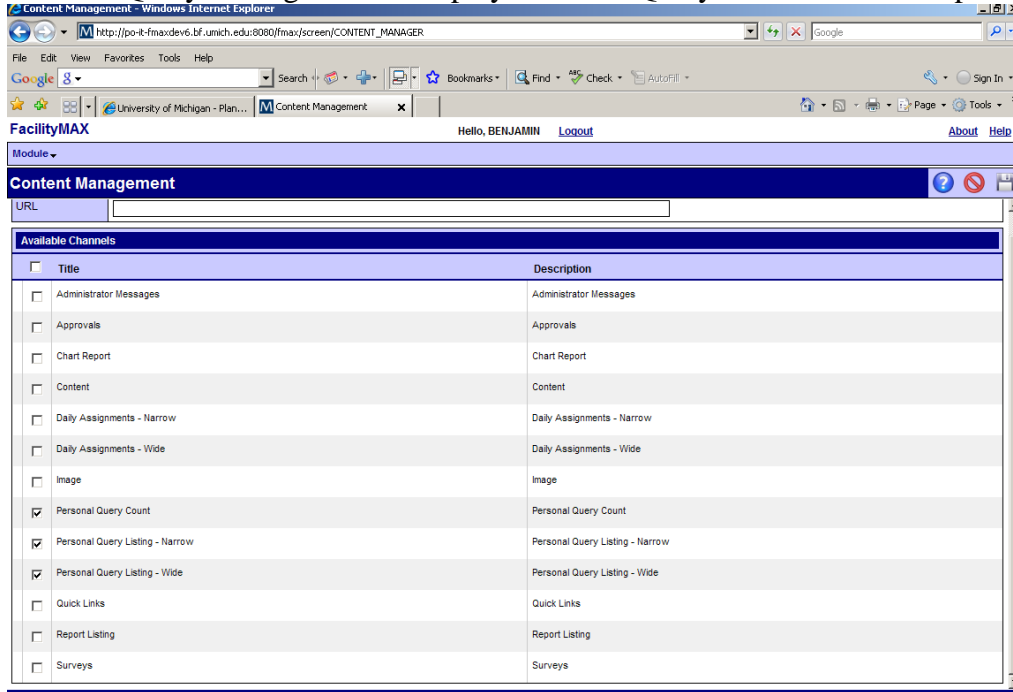 Content Management - Windows Internet Explorer
http://po-it-fmaxdev6.bf.umich.edu:8080/fmax/screen/CONTENT_MANAGER
Google
File Edit View Favorites Tools Help
Google Search Bookmarks Find Check AutoFill Sign In
University of Michigan - Plan... Content Management x Page Tools
FacilityMAX Hello, BENJAMIN Logout About Help
Module
Content Management
URL
Available Channels
Title Description
Administrator Messages Administrator Messages
Approvals Approvals
Chart Report Chart Report
Content Content
Daily Assignments - Narrow Daily Assignments - Narrow
Daily Assignments - Wide Daily Assignments - Wide
Image Image
Personal Query Count Personal Query Count
Personal Query Listing - Narrow Personal Query Listing - Narrow
Personal Query Listing - Wide Personal Query Listing - Wide
Quick Links Quick Links
Report Listing Report Listing
Surveys Surveys